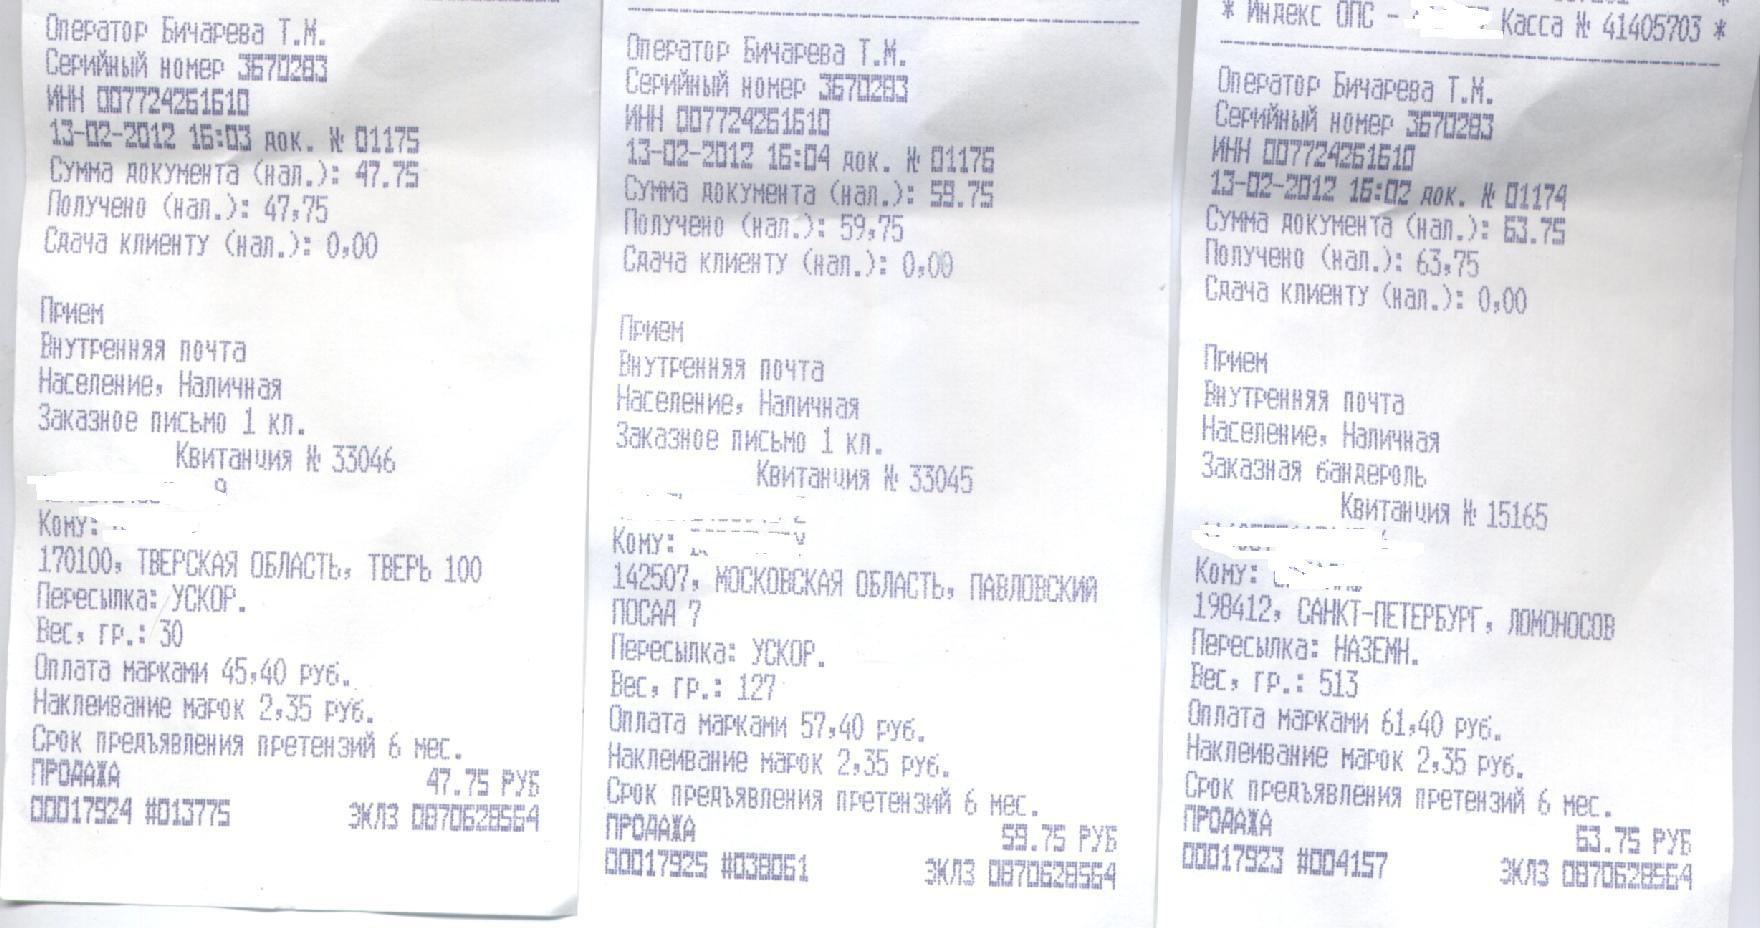 Оператор Бичарева Т.М.
Серийный номер 3670283
ИНН 007724261610
13-02-2012 16:03 док. № 01175
Сумма документа (нал.): 47.75
Получено (нал.): 47,75
Сдача клиенту (нал.): 0,00
Прием
Внутренняя почта
Население, Наличная
Заказное письмо 1 кл.
Квитанция № 33046
9
Кому:
170100, ТВЕРСКАЯ ОБЛАСТЬ, ТВЕРЬ 100
Пересылка: УСКОР.
Вес, гр.: 30
Оплата марками 45,40 руб.
Наклеивание марок 2,35 руб.
Срок предъявления претензий 6 мес.
ПРОДАЖА 47.75 РУБ
00017924 #013775 ЭКЛЗ 0870628564
Оператор Бичарева Т.М.
Серийный номер 3670283
ИНН 007724261610
13-02-2012 16:04 док. № 01176
Сумма документа (нал.): 59.75
Получено (нал.): 59,75
Сдача клиенту (нал.): 0,00
Прием
Внутренняя почта
Население, Наличная
Заказное письмо 1 кл.
Квитанция № 33045
Кому:
142507, МОСКОВСКАЯ ОБЛАСТЬ, ПАВЛОВСКИЙ
ПОСАД 7
Пересылка: УСКОР.
Вес, гр.: 127
Оплата марками 57,40 руб.
Наклеивание марок 2,35 руб.
Срок предъявления претензий 6 мес.
ПРОДАЖА 59.75 РУБ
00017925 #038061 ЭКЛЗ 0870628564
* Индекс ОПС - Касса № 41405703 *
Оператор Бичарева Т.М.
Серийный номер 3670283
ИНН 007724261610
13-02-2012 16:02 док. № 01174
Сумма документа (нал.): 63.75
Получено (нал.): 63,75
Сдача клиенту (нал.): 0,00
Прием
Внутренняя почта
Население, Наличная
Заказная бандероль
Квитанция № 15165
Кому:
198412, САНКТ-ПЕТЕРБУРГ, ЛОМОНОСОВ
Пересылка: НАЗЕМН.
Вес, гр.: 513
Оплата марками 61,40 руб.
Наклеивание марок 2,35 руб.
Срок предъявления претензий 6 мес.
ПРОДАЖА 63.75 РУБ
00017923 #004157 ЭКЛЗ 0870628564